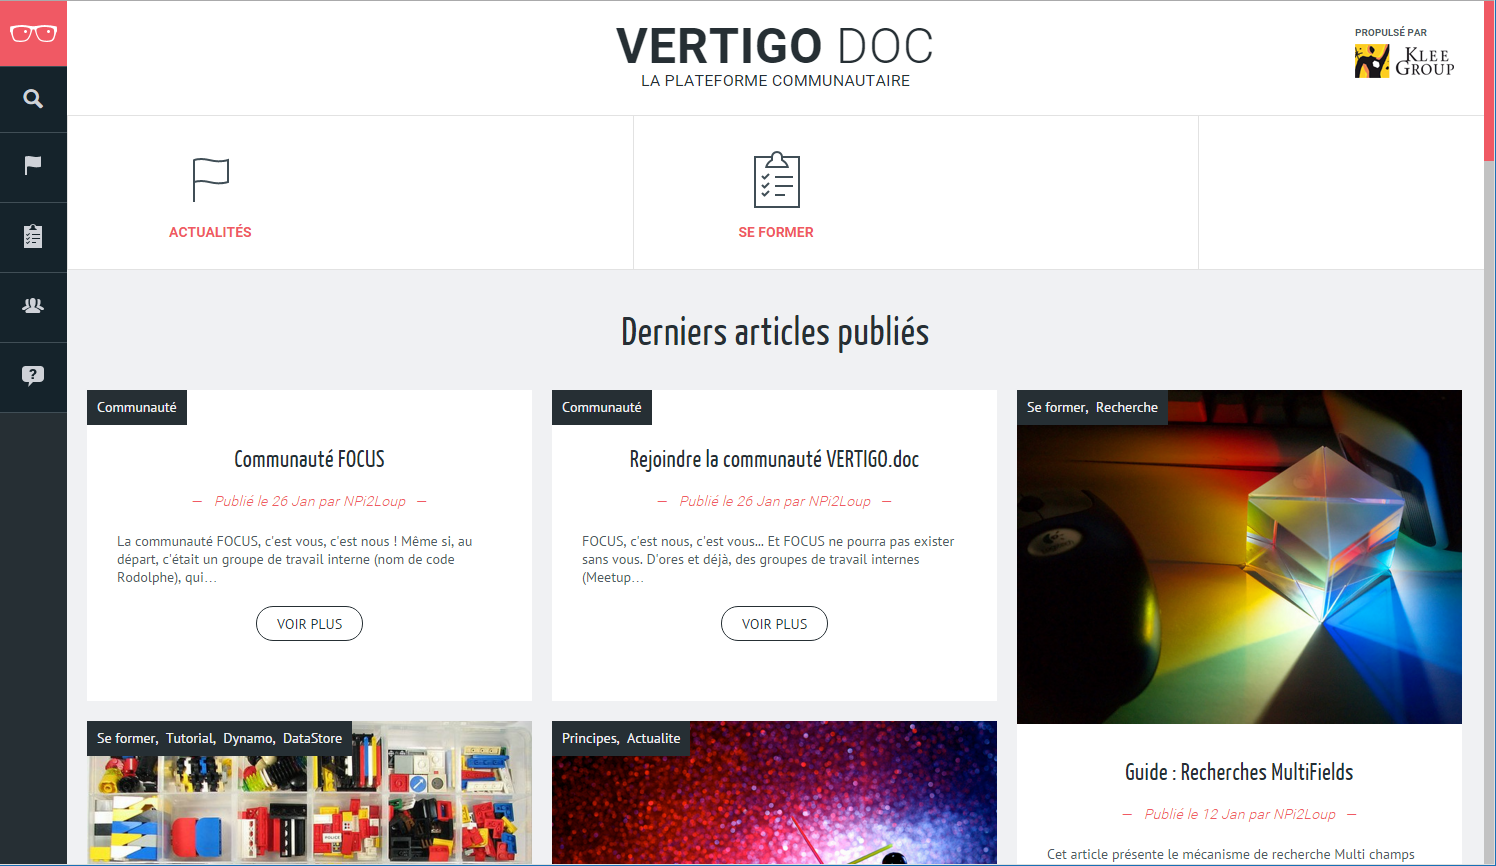 VERTIGO DOC
LA PLATEFORME COMMUNAUTAIRE
PROPULSÉ PAR
KLEE
GROUP
ACTUALITÉS
SE FORMER
Derniers articles publiés
Communauté
Communauté FOCUS
— Publié le 26 Jan par NPi2Loup —
La communauté FOCUS, c'est vous, c'est nous ! Même si, au
départ, c'était un groupe de travail interne (nom de code
Rodolphe), qui...
VOIR PLUS
Communauté
Rejoindre la communauté VERTIGO.doc
— Publié le 26 Jan par NPi2Loup —
FOCUS, c'est nous, c'est vous... Et FOCUS ne pourra pas exister
sans vous. D'ores et déjà, des groupes de travail internes
(Meetup...
VOIR PLUS
Se former, Recherche
Logitech
Guide : Recherches MultiFields
— Publié le 12 Jan par NPi2Loup —
Cet article présente le mécanisme de recherche Multi champs
Se former, Tutorial, Dynamo, DataStore
POLICE
Principes, Actualite